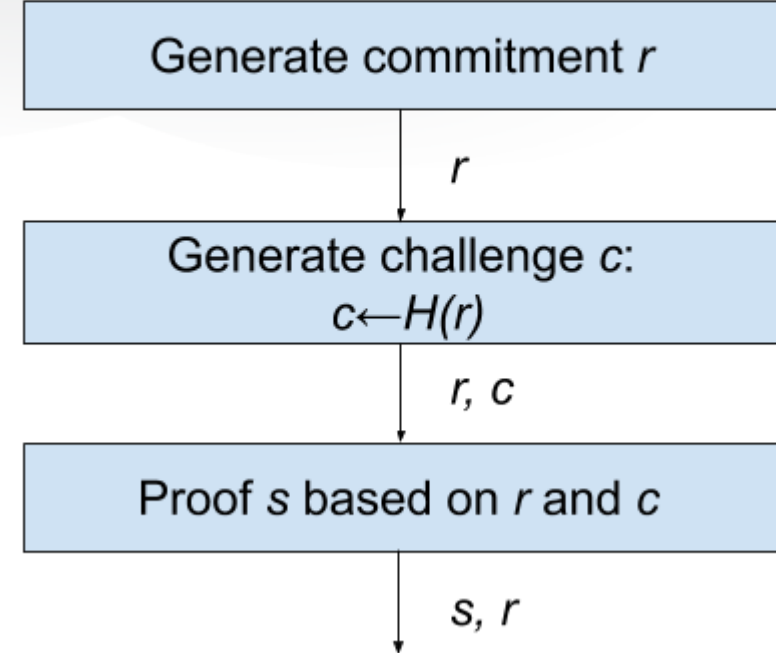 Generate commitment r
r
Generate challenge c:
c←H(r)
r, c
Proof s based on r and c
s, r